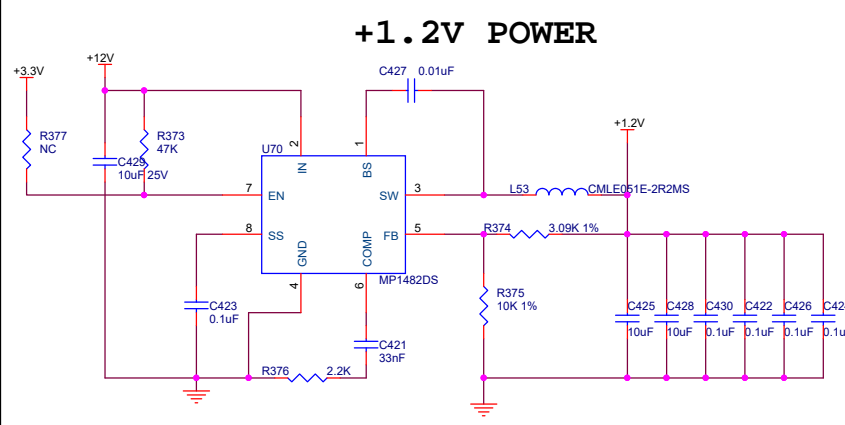 +1.2V POWER
+12V
+3.3V
C427 0.01uF
+1.2V
R377
NC
R373
47K
C429
10uF 25V
U70
2
1
IN
BS
7
EN
SW
3
L53
CMLE051E-2R2MS
8
SS
FB
5
R374
3.09K 1%
GND
COMP
4
6
MP1482DS
C423
0.1uF
R375
10K 1%
C421
33nF
R376
2.2K
C425
10uF
C428
10uF
C430
0.1uF
C422
0.1uF
C426
0.1uF